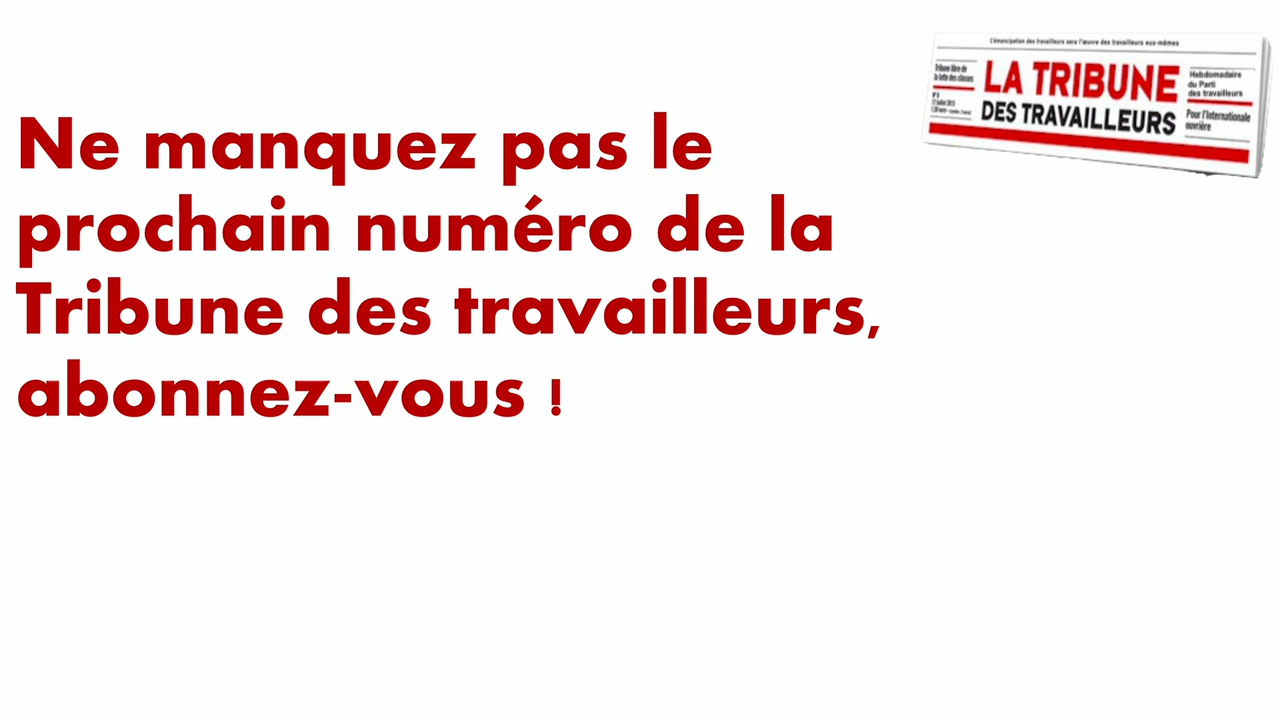 Ne manquez pas le
prochain numéro de la
Tribune des travailleurs,
abonnez-vous !
L'émancipation des travailleurs sera l'œuvre des travailleurs eux-mêmes
Tribune libre de
la lutte des classes
LA TRIBUNE
DES TRAVAILLEURS
Hebdomadaire
du Parti
des travailleurs
Pour l'Internationale
ouvrière